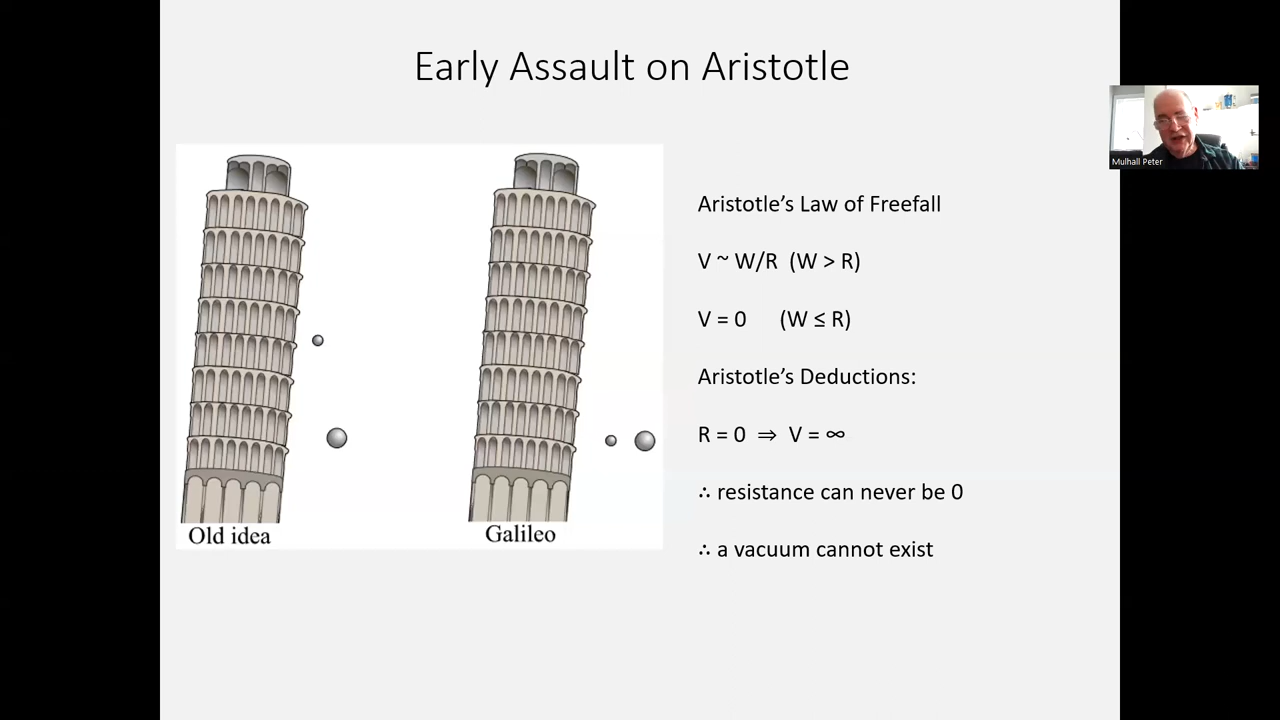 Early Assault on Aristotle
Mulhall Peter
Aristotle’s Law of Freefall
V ~ W/R (W > R)
V = 0 (W ≤ R)
Aristotle’s Deductions:
R = 0 ⇒ V = ∞
∴ resistance can never be 0
∴ a vacuum cannot exist
Old idea
Galileo